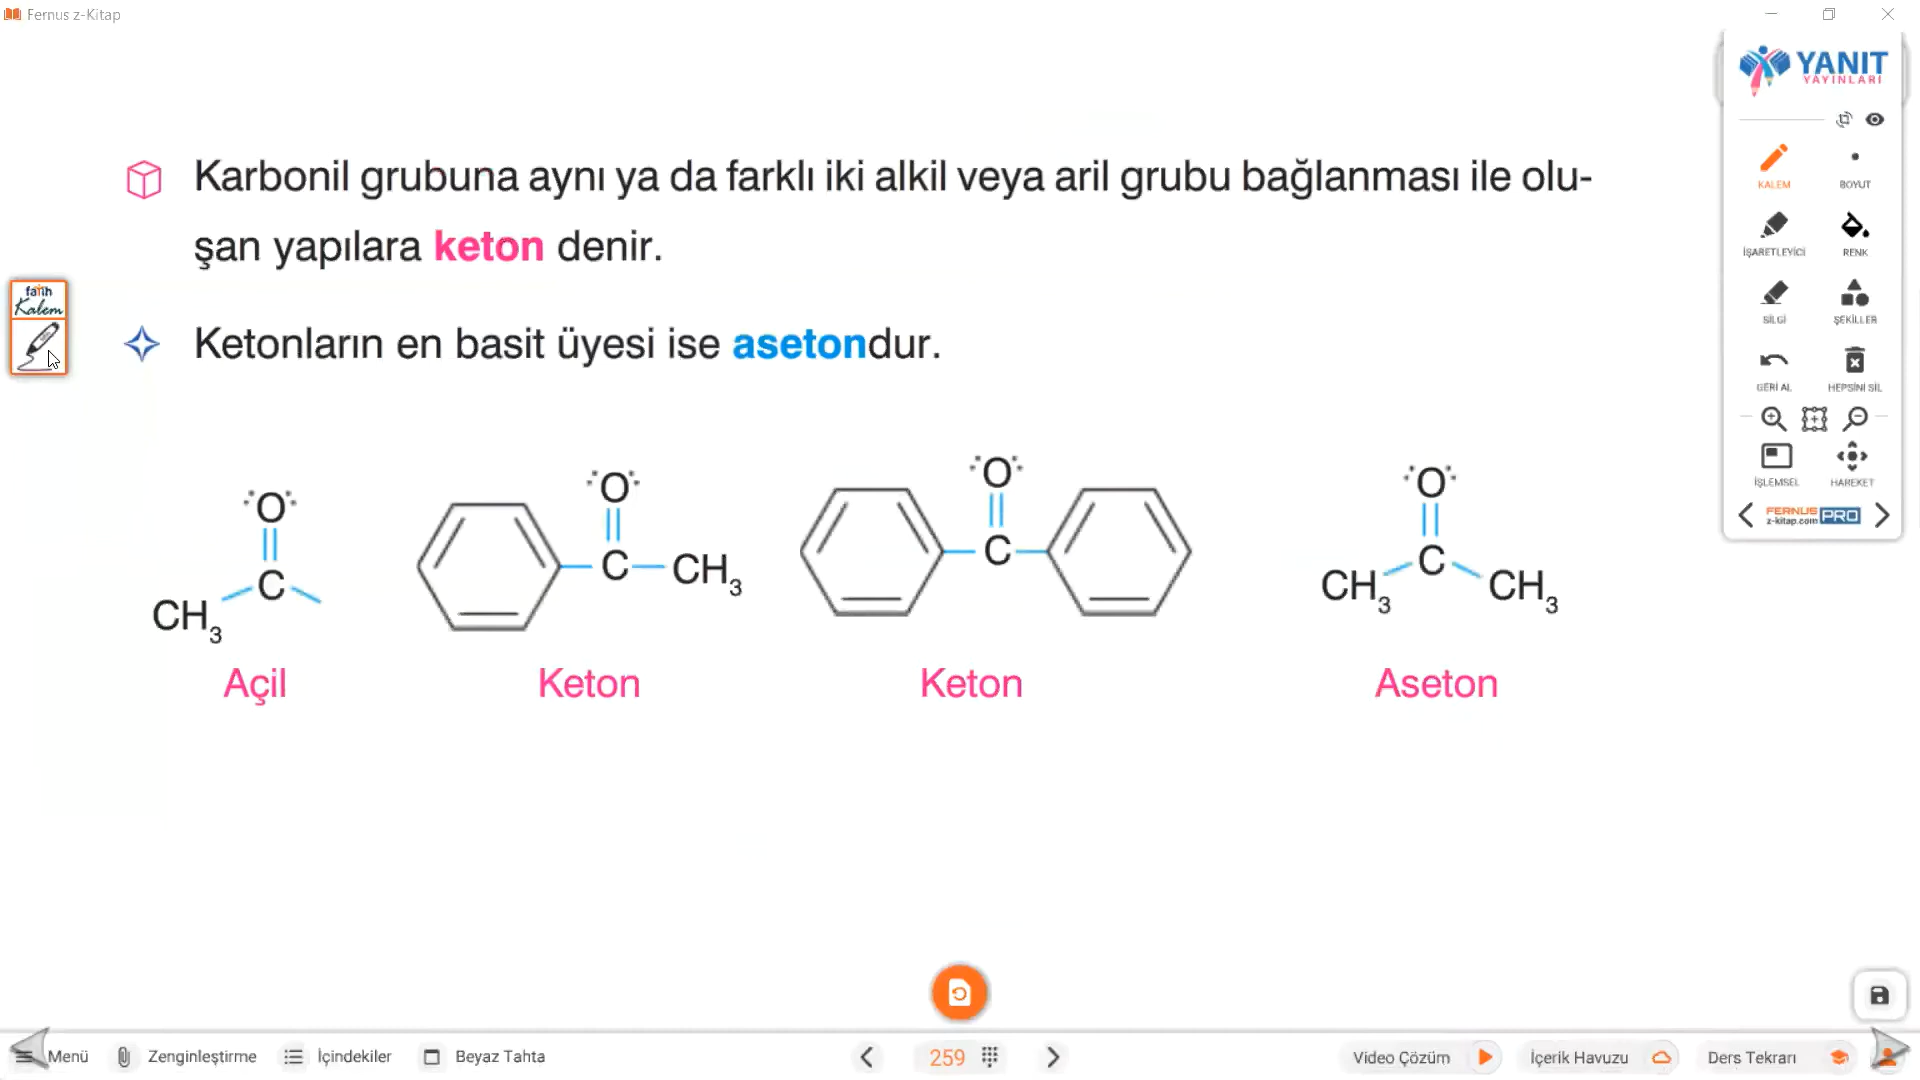 Fernus z-Kitap
YANIT
YAYINLARI
Karbonil grubuna aynı ya da farklı iki alkil veya aril grubu bağlanması ile olu-
şan yapılara keton denir.
Ketonların en basit üyesi ise asetondur.
fatih
Kalem
O
C
CH3
Açil
O
C
CH3
Keton
O
C
Keton
O
CH3
C
CH3
Aseton
KALEM
BOYUT
İŞARETLEYİCİ
RENK
SİLGİ
ŞEKİLLER
GERİ AL
HEPSİNİ SİL
İŞLEMSEL
HAREKET
FERNUS
z-kitap.com
PRO
Menü
Zenginleştirme
İçindekiler
Beyaz Tahta
259
Video Çözüm
İçerik Havuzu
Ders Tekrarı